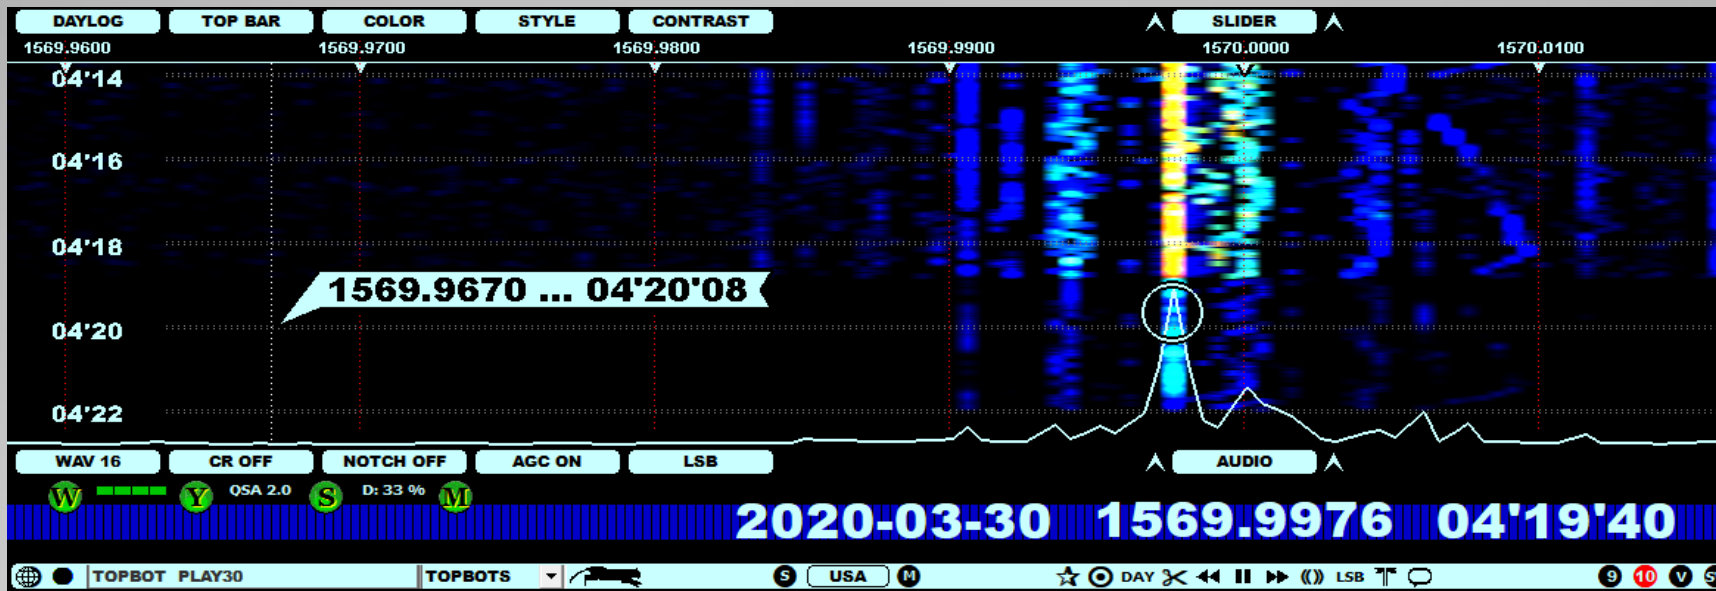 DAYLOG TOP BAR COLOR STYLE CONTRAST SLIDER
1569.9600 1569.9700 1569.9800 1569.9900 1570.0000 1570.0100
04'14
04'16
04'18
1569.9670 ... 04'20'08
04'20
04'22
WAV 16 CR OFF NOTCH OFF AGC ON LSB AUDIO
W Y QSA 2.0 S D: 33 % M
2020-03-30 1569.9976 04'19'40
TOPBOT PLAY30 TOPBOTS S USA M DAY LSB 9 10 V